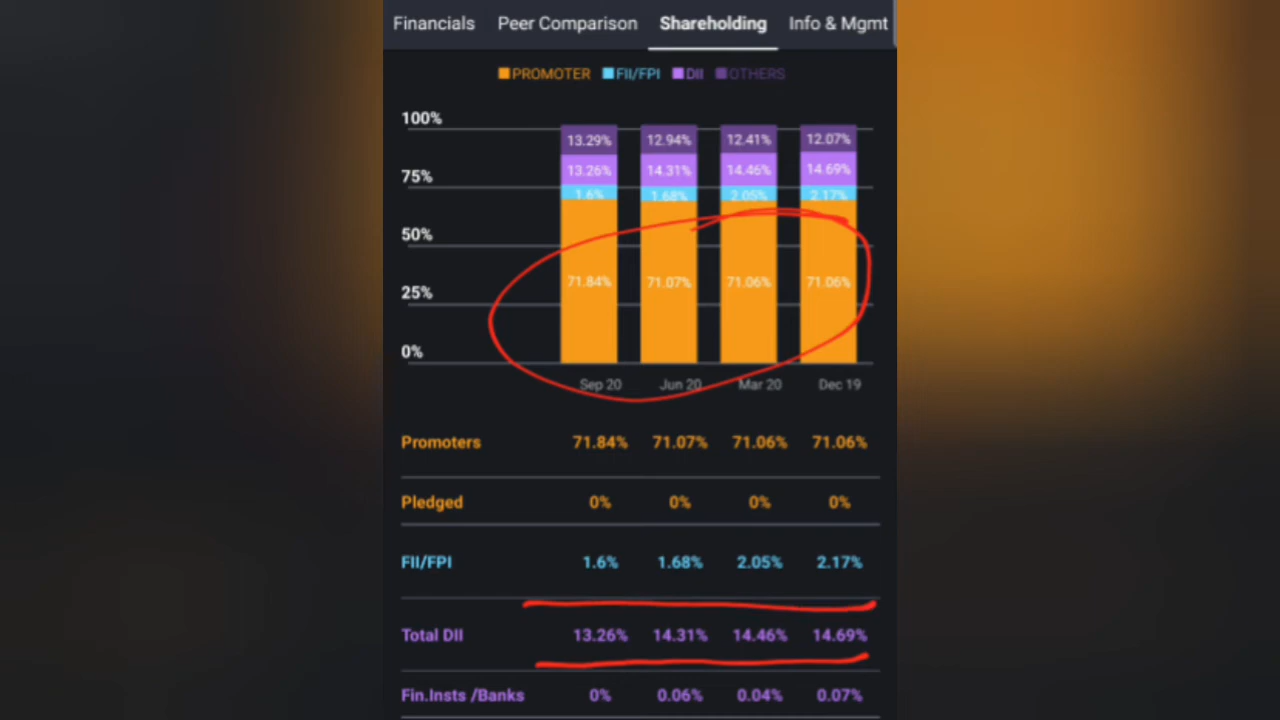 Financials Peer Comparison Shareholding Info & Mgmt
PROMOTER FII/FPI DII OTHERS
100%
13.29% 12.94% 12.41% 12.07%
13.26% 14.31% 14.46% 14.69%
75%
1.6% 1.68% 2.05% 2.17%
50%
71.84% 71.07% 71.06% 71.06%
25%
0%
Sep 20 Jun 20 Mar 20 Dec 19
Promoters 71.84% 71.07% 71.06% 71.06%
Pledged 0% 0% 0% 0%
FII/FPI 1.6% 1.68% 2.05% 2.17%
Total DII 13.26% 14.31% 14.46% 14.69%
Fin.Insts /Banks 0% 0.06% 0.04% 0.07%